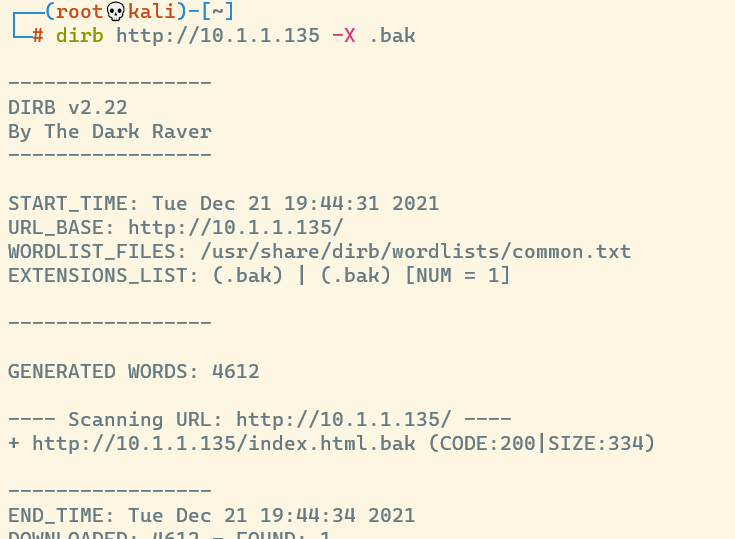 ┌──(root💀kali)-[~]
└─# dirb http://10.1.1.135 -X .bak
-----------------
DIRB v2.22
By The Dark Raver
-----------------
START_TIME: Tue Dec 21 19:44:31 2021
URL_BASE: http://10.1.1.135/
WORDLIST_FILES: /usr/share/dirb/wordlists/common.txt
EXTENSIONS_LIST: (.bak) | (.bak) [NUM = 1]
-----------------
GENERATED WORDS: 4612
---- Scanning URL: http://10.1.1.135/ ----
+ http://10.1.1.135/index.html.bak (CODE:200|SIZE:334)
-----------------
END_TIME: Tue Dec 21 19:44:34 2021
DOWNLOADED: 4612 - FOUND: 1